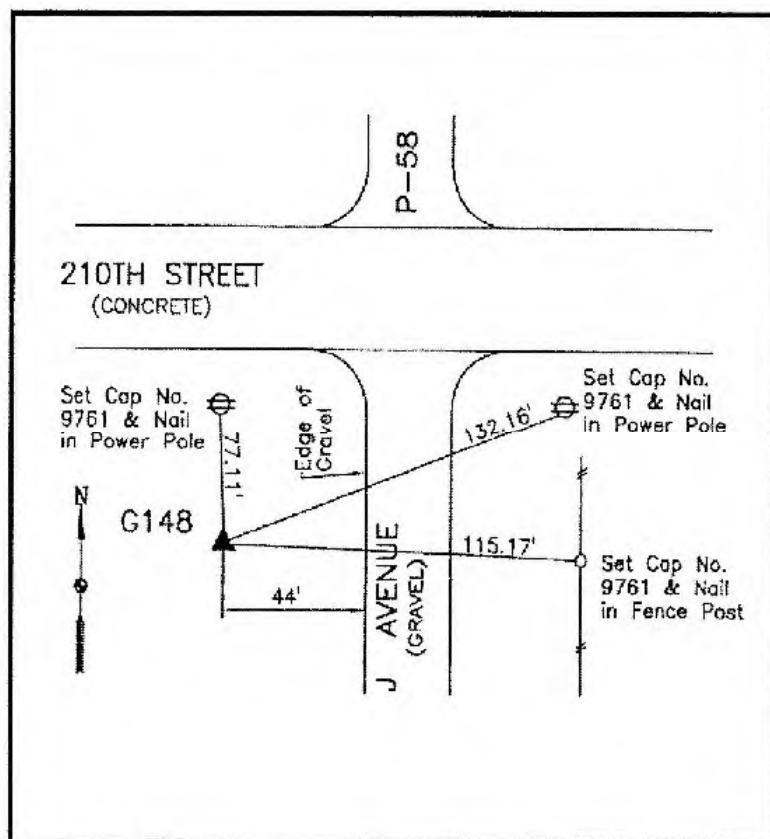 P-58
210TH STREET
(CONCRETE)
Set Cap No.
9761 & Nail
in Power Pole
77.11'
Edge of
Gravel
132.16'
Set Cap No.
9761 & Nail
in Power Pole
N
G148
115.17'
44'
J AVENUE
(GRAVEL)
Set Cap No.
9761 & Nail
in Fence Post